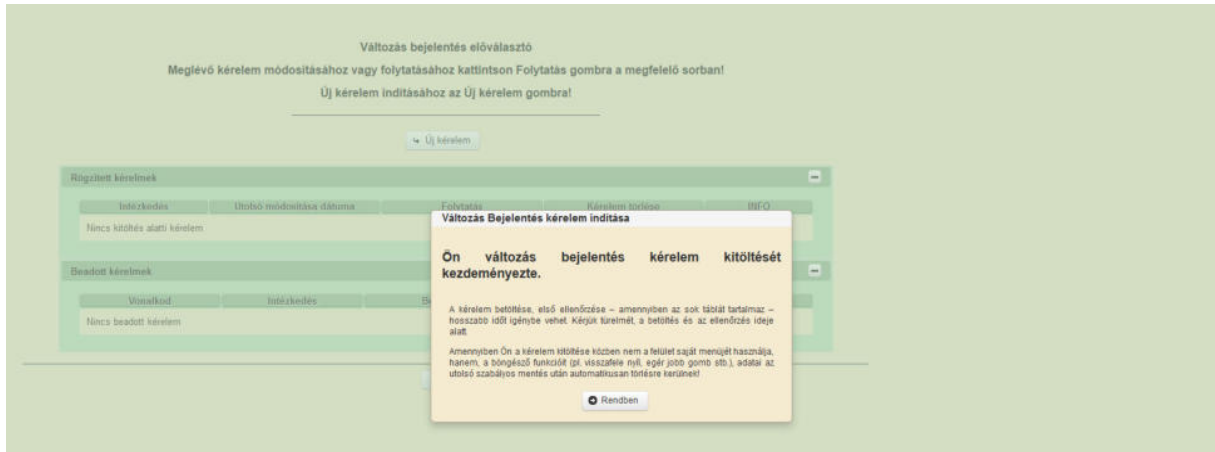 Változás bejelentés előválasztó
Meglévő kérelem módosításához vagy folytatásához kattintson Folytatás gombra a megfelelő sorban!
Új kérelem indításához az Új kérelem gombra!
Új kérelem
Rögzített kérelmek
Intézkedés Utolsó módosítása dátuma Folytatás Kérelem törlése INFO
Nincs kitöltés alatti kérelem
Beadott kérelmek
Vonalkód Intézkedés
Nincs beadott kérelem
Változás Bejelentés kérelem indítása
Ön változás bejelentés kérelem kitöltését
kezdeményezte.
A kérelem betöltése, első ellenőrzése – amennyiben az sok táblát tartalmaz –
hosszabb időt igénybe vehet. Kérjük türelmét, a betöltés és az ellenőrzés ideje
alatt.
Amennyiben Ön a kérelem kitöltése közben nem a felület saját menüjét használja,
hanem, a böngésző funkcióit (pl. visszafele nyíl, egér jobb gomb stb.), adatai az
utolsó szabályos mentés után automatikusan törlésre kerülnek!
Rendben